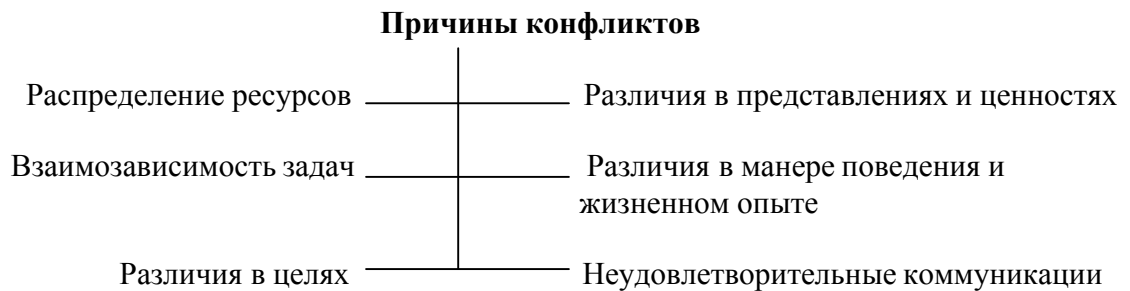 Причины конфликтов
Распределение ресурсов
Различия в представлениях и ценностях
Взаимозависимость задач
Различия в манере поведения и
жизненном опыте
Различия в целях
Неудовлетворительные коммуникации